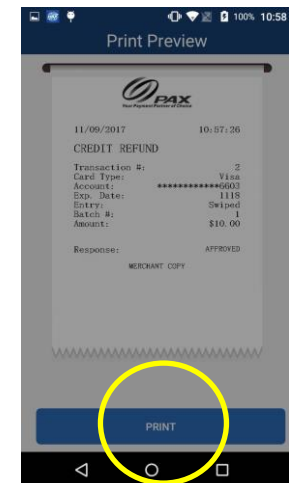 100% 10:58
Print Preview
PAX
Your Payment Partner of Choice
11/09/2017 10:57:26
CREDIT REFUND
Transaction #: 2
Card Type: Visa
Account: ************6603
Exp. Date: 1118
Entry: Swiped
Batch #: 1
Amount: $10.00
Response: APPROVED
MERCHANT COPY
PRINT